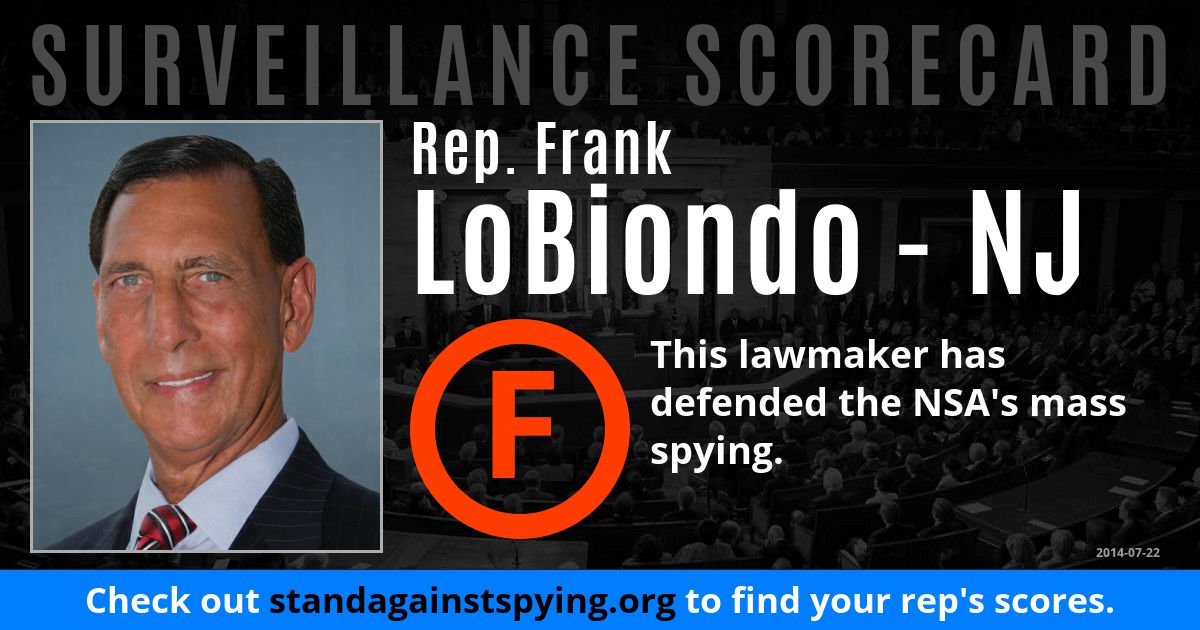 SURVEILLANCE SCORECARD
Rep. Frank
LoBiondo - NJ
F
This lawmaker has
defended the NSA's mass
spying.
2014-07-22
Check out standagainstspying.org to find your rep's scores.